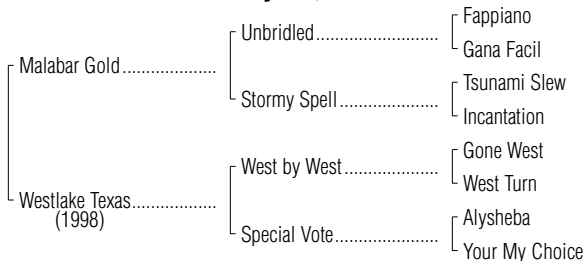 Fappiano
Unbridled
Gana Facil
Malabar Gold
Tsunami Slew
Stormy Spell
Incantation
Gone West
West by West
West Turn
Westlake Texas
(1998)
Alysheba
Special Vote
Your My Choice